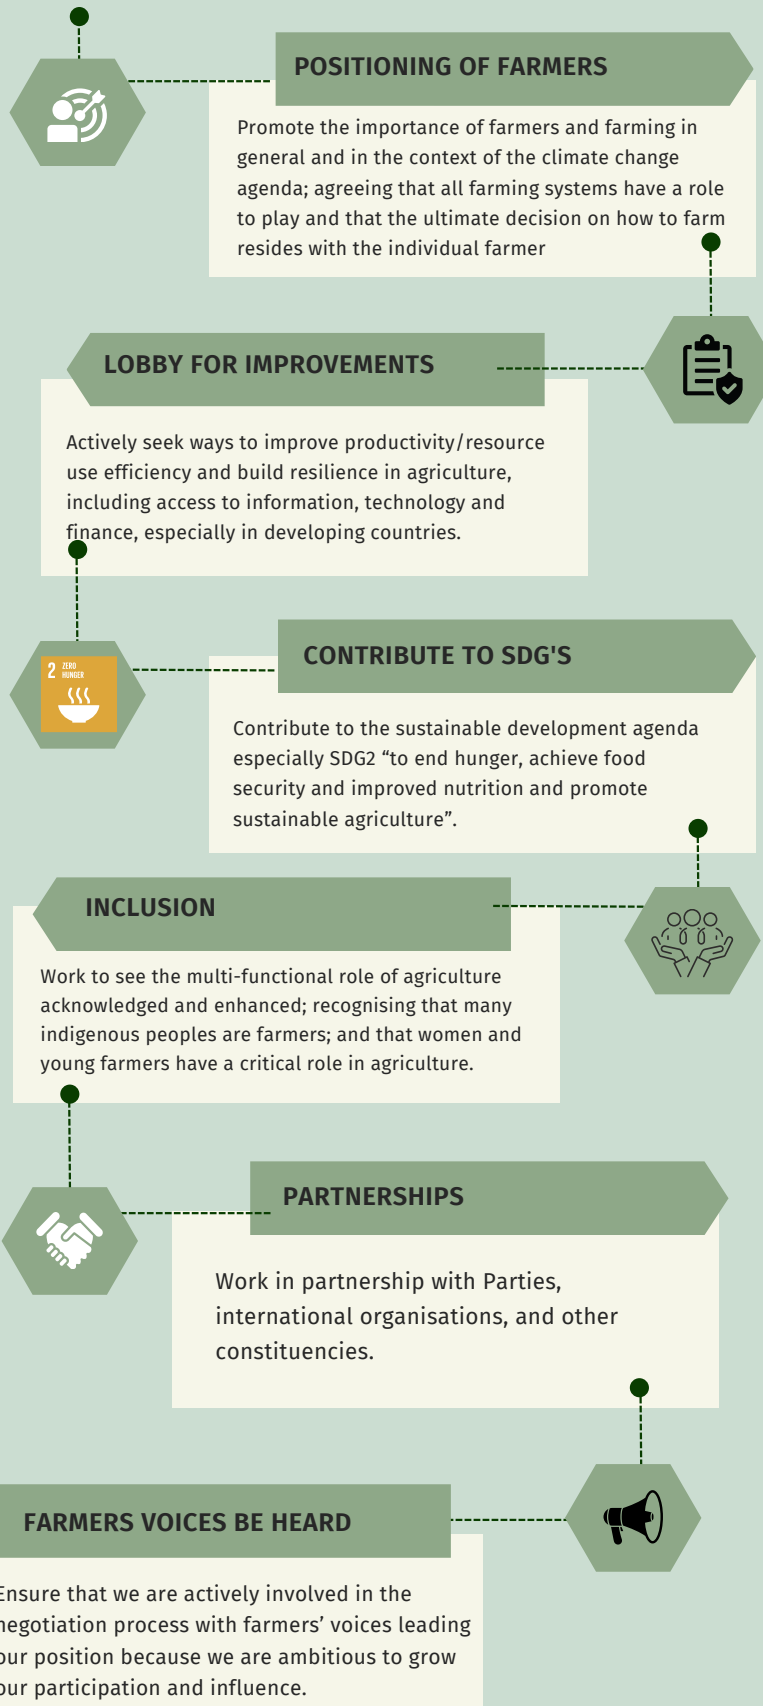 POSITIONING OF FARMERS
Promote the importance of farmers and farming in
general and in the context of the climate change
agenda; agreeing that all farming systems have a role
to play and that the ultimate decision on how to farm
resides with the individual farmer
LOBBY FOR IMPROVEMENTS
Actively seek ways to improve productivity/resource
use efficiency and build resilience in agriculture,
including access to information, technology and
finance, especially in developing countries.
2 ZERO
HUNGER
CONTRIBUTE TO SDG'S
Contribute to the sustainable development agenda
especially SDG2 “to end hunger, achieve food
security and improved nutrition and promote
sustainable agriculture”.
INCLUSION
Work to see the multi-functional role of agriculture
acknowledged and enhanced; recognising that many
indigenous peoples are farmers; and that women and
young farmers have a critical role in agriculture.
PARTNERSHIPS
Work in partnership with Parties,
international organisations, and other
constituencies.
FARMERS VOICES BE HEARD
Ensure that we are actively involved in the
negotiation process with farmers’ voices leading
our position because we are ambitious to grow
our participation and influence.